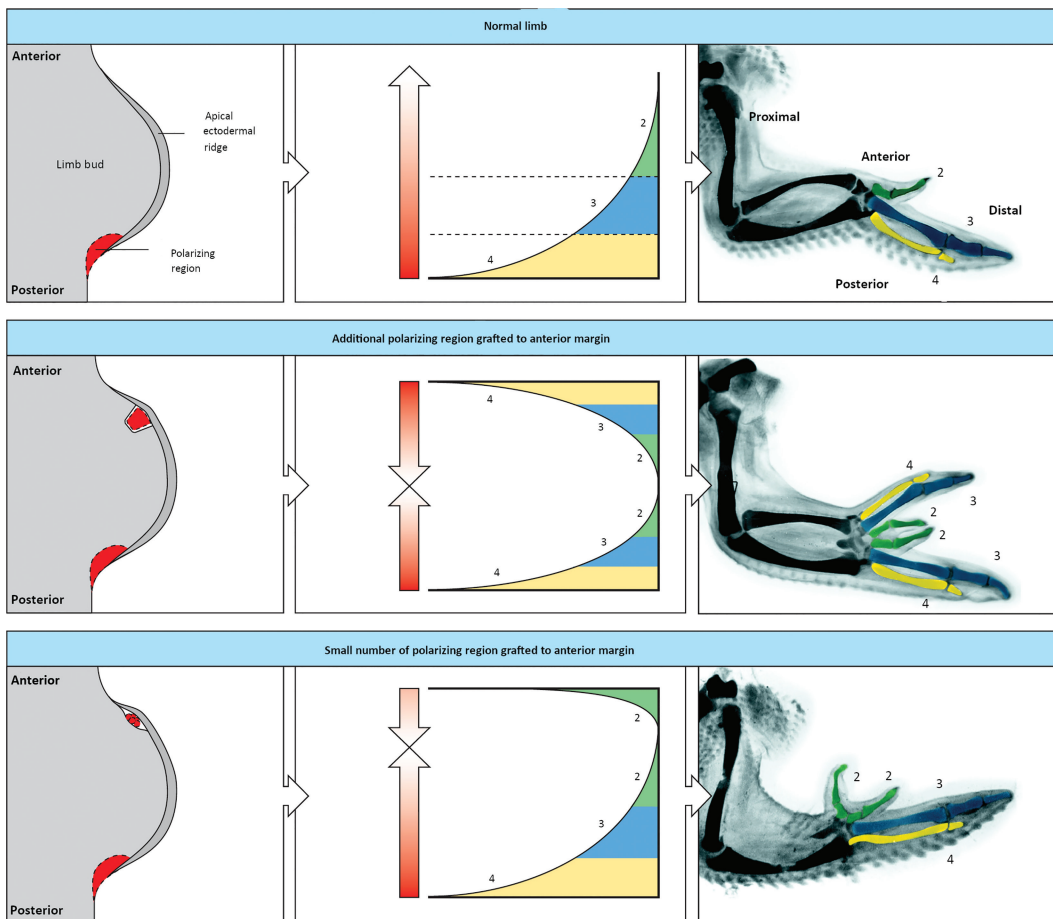 Normal limb
Anterior
Apical
ectodermal
ridge
Limb bud
Polarizing
region
Posterior
2
3
4
Proximal
Anterior
2
3
Distal
Posterior
4
Additional polarizing region grafted to anterior margin
Anterior
Posterior
4
3
2
2
3
4
4
3
2
2
3
4
Small number of polarizing region grafted to anterior margin
Anterior
Posterior
2
2
3
4
2
2
3
4